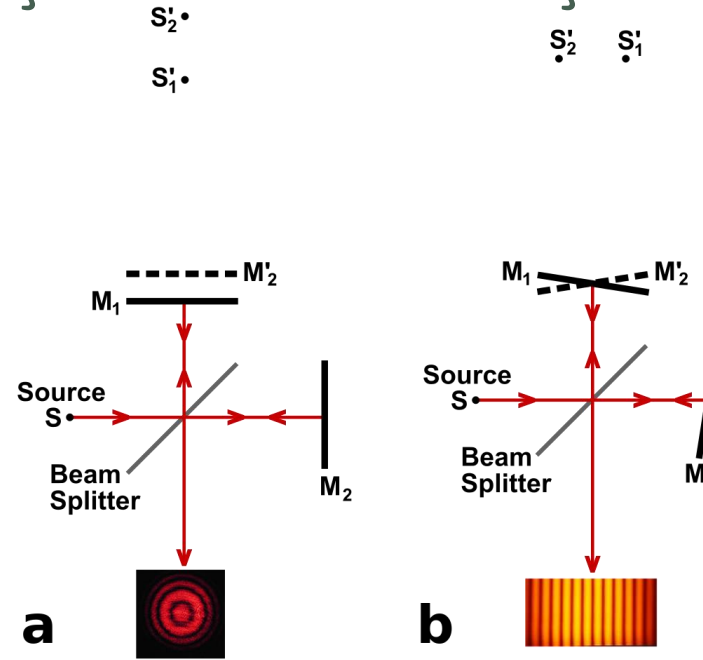 S'₂
S'₁
M'₂
M₁
Source
S
Beam
Splitter
M₂
a
S'₂ S'₁
M₁ M'₂
Source
S
Beam
Splitter
M
b